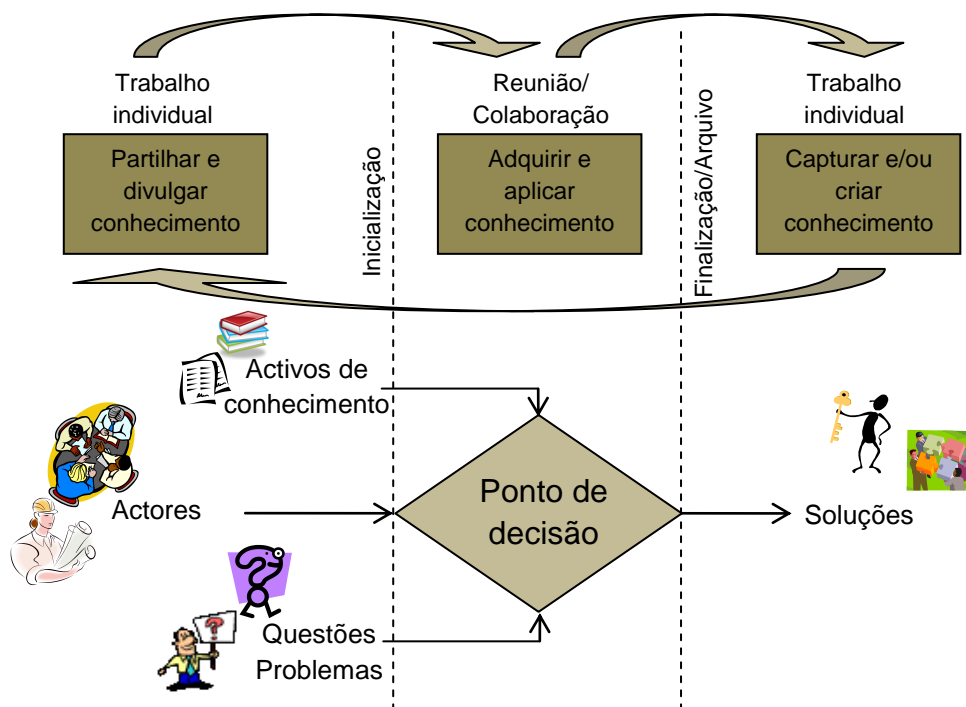 Trabalho
individual
Reunião/
Colaboração
Trabalho
individual
Partilhar e
divulgar
conhecimento
Inicialização
Adquirir e
aplicar
conhecimento
Finalização/Arquivo
Capturar e/ou
criar
conhecimento
Activos de
conhecimento
Actores
Ponto de
decisão
Soluções
?
Questões
Problemas